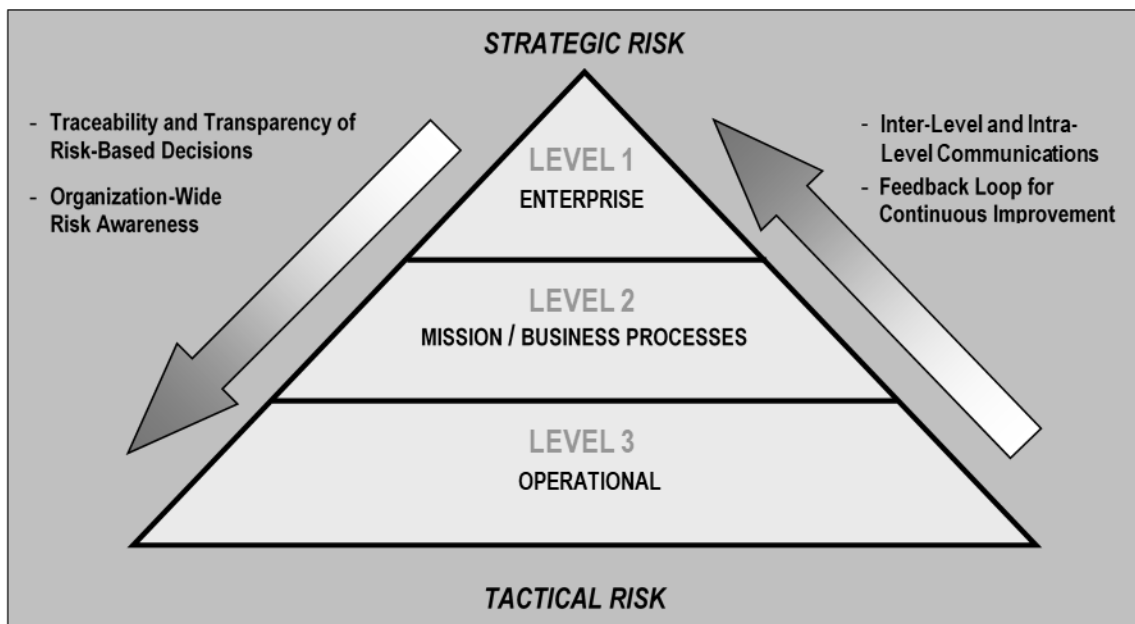 STRATEGIC RISK
- Traceability and Transparency of
Risk-Based Decisions
- Organization-Wide
Risk Awareness
- Inter-Level and Intra-
Level Communications
- Feedback Loop for
Continuous Improvement
LEVEL 1
ENTERPRISE
LEVEL 2
MISSION / BUSINESS PROCESSES
LEVEL 3
OPERATIONAL
TACTICAL RISK